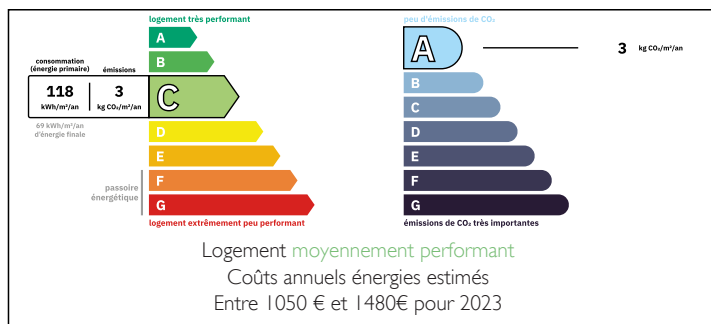 logement très performant
A
B
consommation
(énergie primaire)
émissions
118
kWh/m²/an
3
kg CO₂/m²/an
C
69 kWh/m²/an
d'énergie finale
D
E
passoire
énergétique
F
G
logement extrêmement peu performant
peu d'émissions de CO₂
A
3 kg CO₂/m²/an
B
C
D
E
F
G
émissions de CO₂ très importantes
Logement moyennement performant
Coûts annuels énergies estimés
Entre 1050 € et 1480€ pour 2023